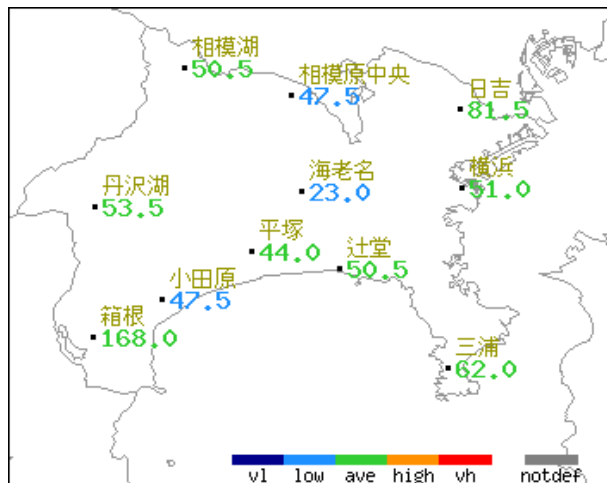 相模湖
50.5
相模原中央
47.5
日吉
81.5
海老名
23.0
横浜
51.0
丹沢湖
53.5
平塚
44.0
辻堂
50.5
小田原
47.5
箱根
168.0
三浦
62.0
vl low ave high vh notdef